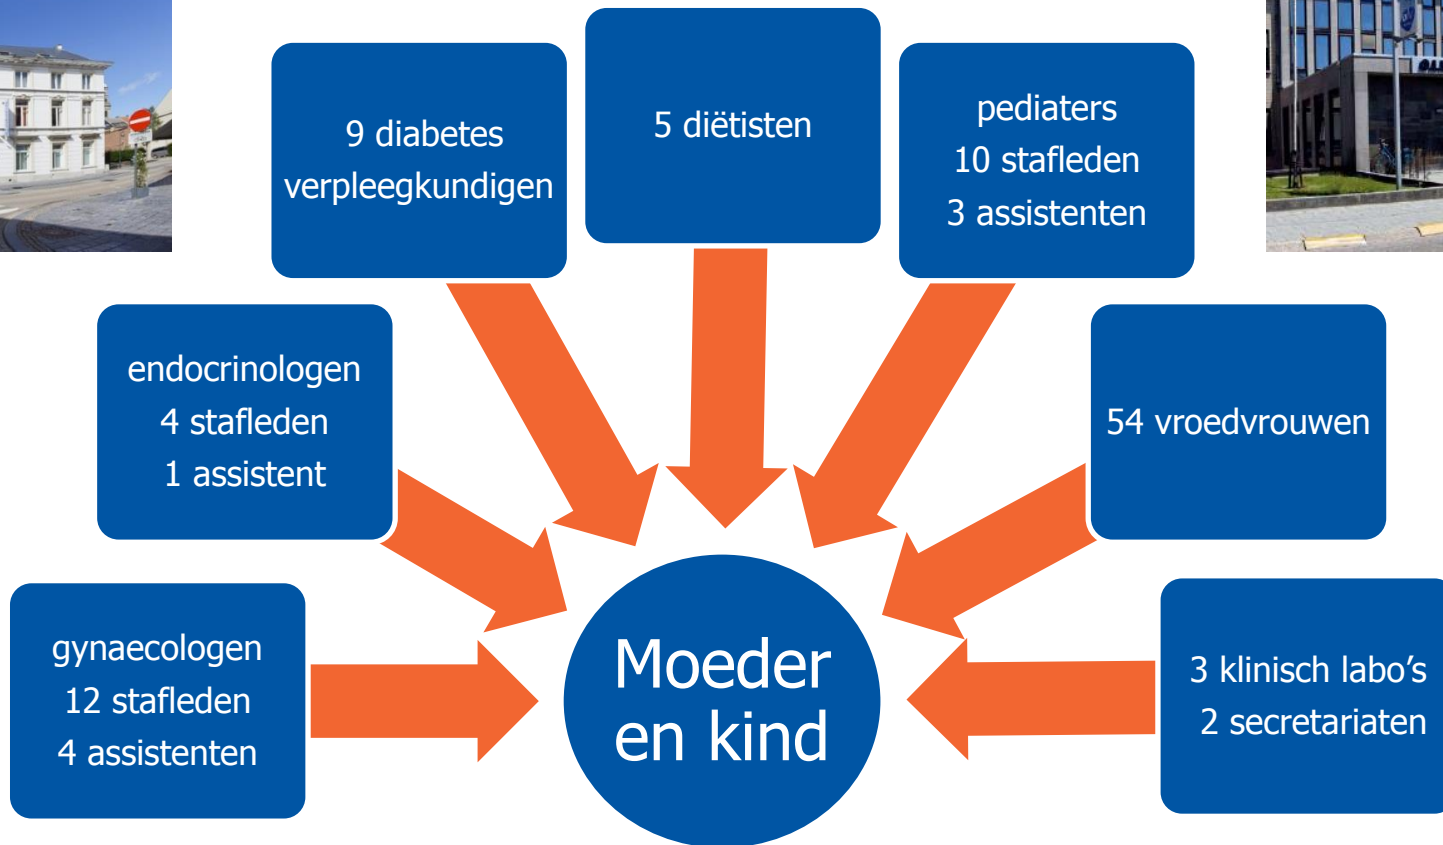 9 diabetes
verpleegkundigen
5 diëtisten
pediaters
10 stafleden
3 assistenten
endocrinologen
4 stafleden
1 assistent
54 vroedvrouwen
gynaecologen
12 stafleden
4 assistenten
Moeder
en kind
3 klinisch labo’s
2 secretariaten